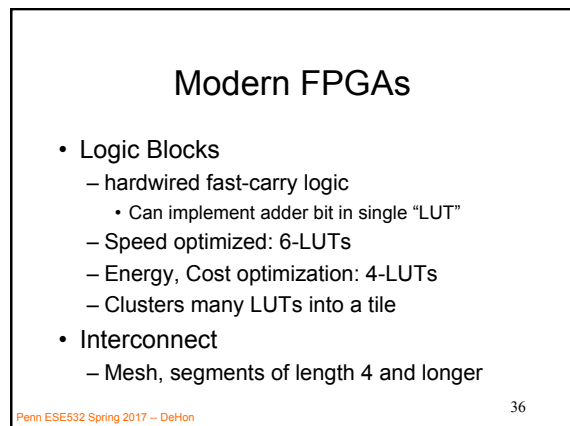 Modern FPGAs
• Logic Blocks
– hardwired fast-carry logic
• Can implement adder bit in single “LUT”
– Speed optimized: 6-LUTs
– Energy, Cost optimization: 4-LUTs
– Clusters many LUTs into a tile
• Interconnect
– Mesh, segments of length 4 and longer
Penn ESE532 Spring 2017 -- DeHon
36